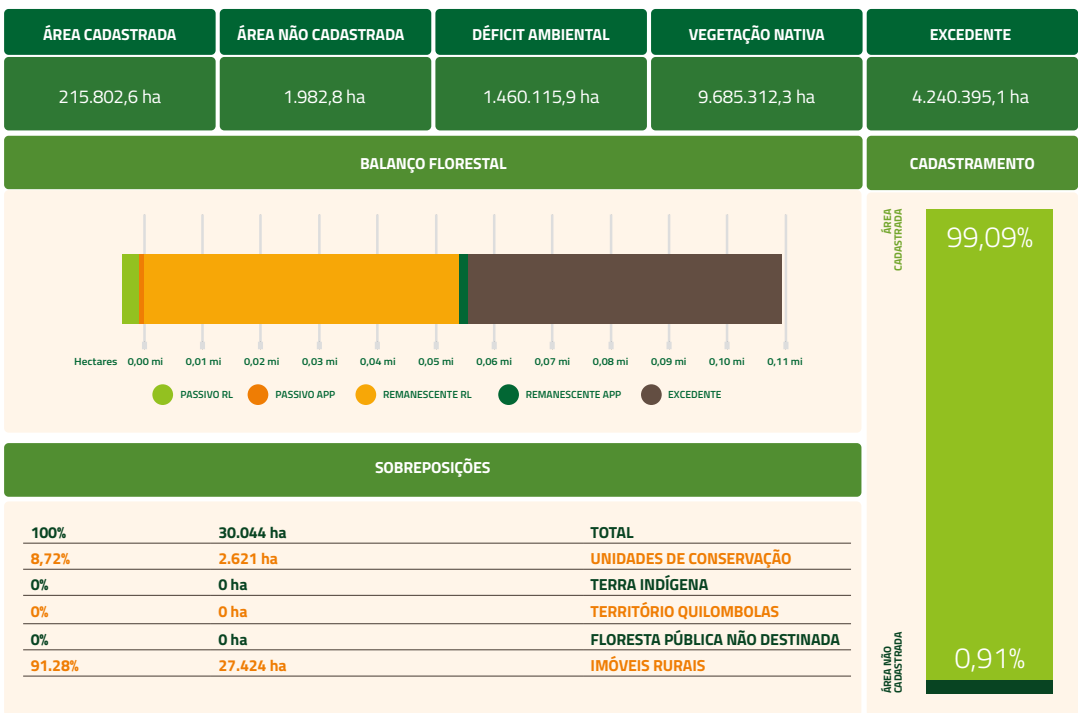 ÁREA CADASTRADA
ÁREA NÃO CADASTRADA
DÉFICIT AMBIENTAL
VEGETAÇÃO NATIVA
EXCEDENTE
215.802,6 ha
1.982,8 ha
1.460.115,9 ha
9.685.312,3 ha
4.240.395,1 ha
BALANÇO FLORESTAL
CADASTRAMENTO
ÁREA
CADASTRADA
99,09%
Hectares 0,00 mi 0,01 mi 0,02 mi 0,03 mi 0,04 mi 0,05 mi 0,06 mi 0,07 mi 0,08 mi 0,09 mi 0,10 mi 0,11 mi
PASSIVO RL PASSIVO APP REMANESCENTE RL REMANESCENTE APP EXCEDENTE
SOBREPOSIÇÕES
100% 30.044 ha TOTAL
8,72% 2.621 ha UNIDADES DE CONSERVAÇÃO
0% 0 ha TERRA INDÍGENA
0% 0 ha TERRITÓRIO QUILOMBOLAS
0% 0 ha FLORESTA PÚBLICA NÃO DESTINADA
91.28% 27.424 ha IMÓVEIS RURAIS
ÁREA NÃO
CADASTRADA
0,91%